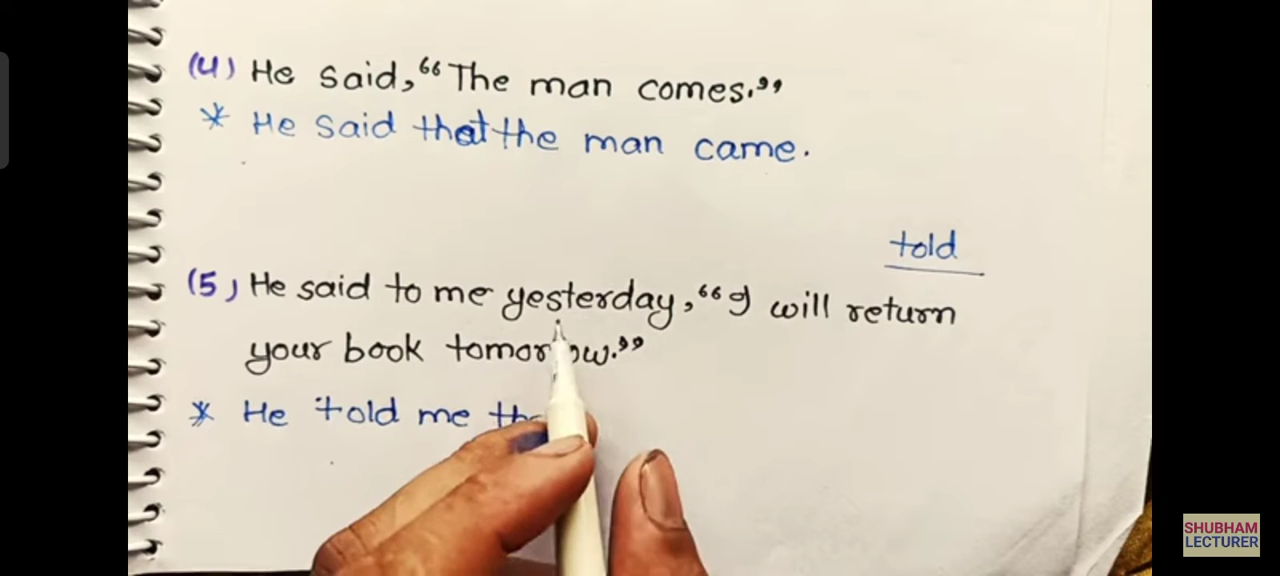 (4) He said, “The man comes.”
* He said that the man came.
told
(5) He said to me yesterday, “I will return
your book tomorrow.”
* He told me
SHUBHAM
LECTURER